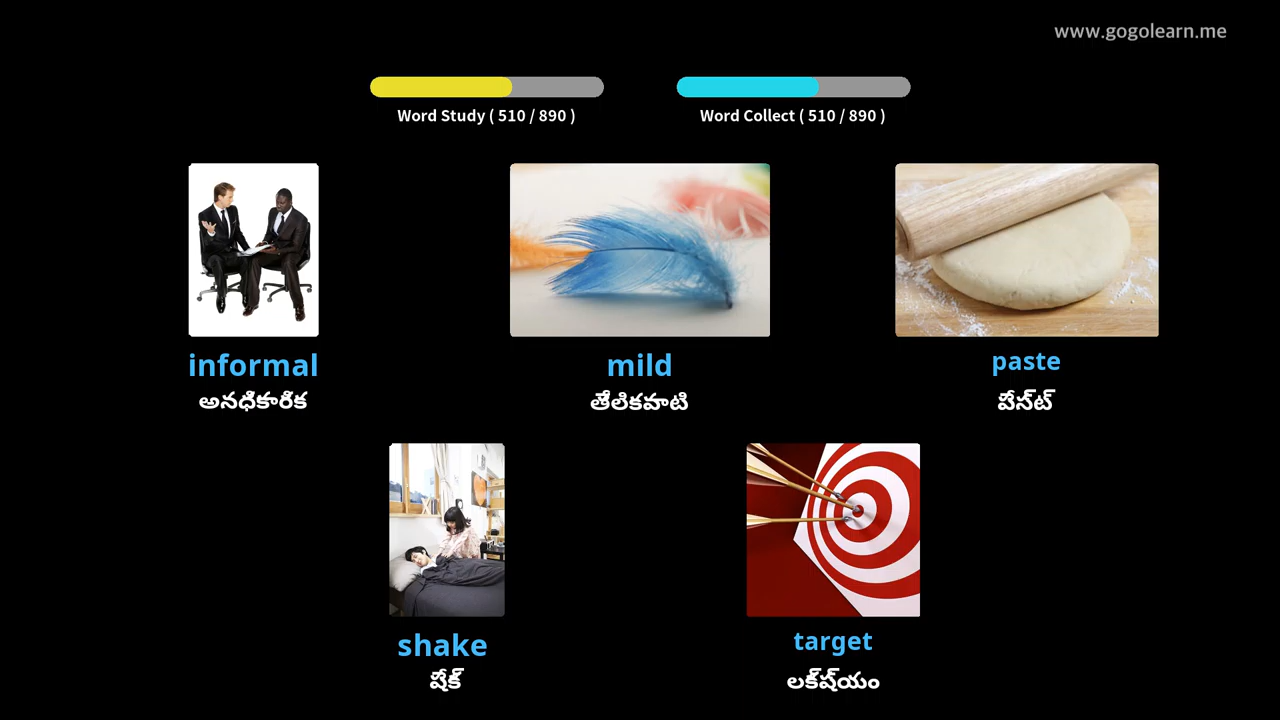 www.gogolearn.me
Word Study ( 510 / 890 )
Word Collect ( 510 / 890 )
informal
అనధికారిక
mild
తేలికపాటి
paste
పేస్ట్
shake
షేక్
target
లక్ష్యం